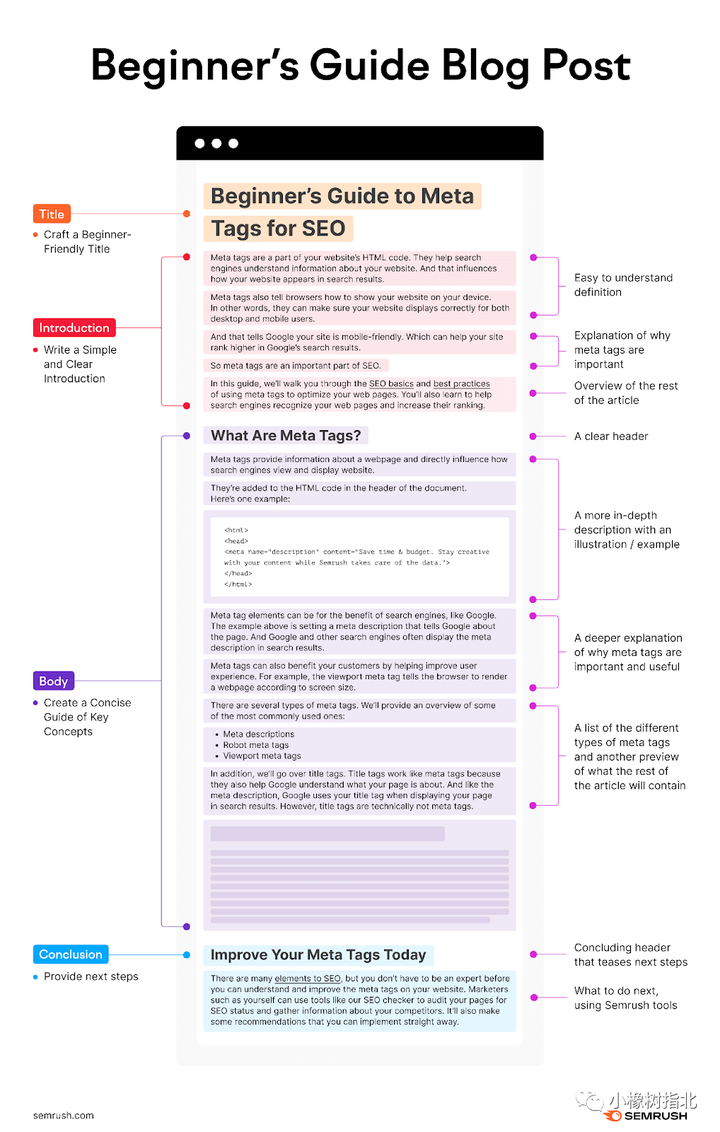 Beginner's Guide Blog Post
Beginner's Guide to Meta
Tags for SEO
Title
Craft a Beginner-
Friendly Title
Meta tags are a part of your website's HTML code. They help search
engines understand information about your website. And that influences
how your website appears in search results.
Meta tags also tell browsers how to show your website on your device.
In other words, they can make sure your website displays correctly for both
desktop and mobile users.
Easy to understand
definition
Introduction
Write a Simple
and Clear
Introduction
And that tells Google your site is mobile-friendly. Which can help your site
rank higher in Google's search results.
So meta tags are an important part of SEO.
Explanation of why
meta tags are
important
In this guide, we'll walk you through the SEO basics and best practices
of using meta tags to optimize your web pages. You'll also learn to help
search engines recognize your web pages and increase their ranking.
Overview of the rest
of the article
What Are Meta Tags?
A clear header
Meta tags provide information about a webpage and directly influence how
search engines view and display website.
They're added to the HTML code in the header of the document.
Here's one example:
<html>
<head>
<meta name="description" content="Save time & budget. Stay creative
with your content while Semrush takes care of the data.">
</head>
</html>
A more in-depth
description with an
illustration / example
Meta tag elements can be for the benefit of search engines, like Google.
The example above is setting a meta description that tells Google about
the page. And Google and other search engines often display the meta
description in search results.
Meta tags can also benefit your customers by helping improve user
experience. For example, the viewport meta tag tells the browser to render
a webpage according to screen size.
A deeper explanation
of why meta tags are
important and useful
Body
Create a Concise
Guide of Key
Concepts
There are several types of meta tags. We'll provide an overview of some
of the most commonly used ones:
• Meta descriptions
• Robot meta tags
• Viewport meta tags
In addition, we'll go over title tags. Title tags work like meta tags because
they also help Google understand what your page is about. And like the
meta description, Google uses your title tag when displaying your page
in search results. However, title tags are technically not meta tags.
A list of the different
types of meta tags
and another preview
of what the rest of
the article will contain
Conclusion
Provide next steps
Improve Your Meta Tags Today
Concluding header
that teases next steps
There are many elements to SEO, but you don't have to be an expert before
you can understand and improve the meta tags on your website. Marketers
such as yourself can use tools like our SEO checker to audit your pages for
SEO status and gather information about your competitors. It'll also make
some recommendations that you can implement straight away.
What to do next,
using Semrush tools
小橡树指北
semrush.com
SEMRUSH